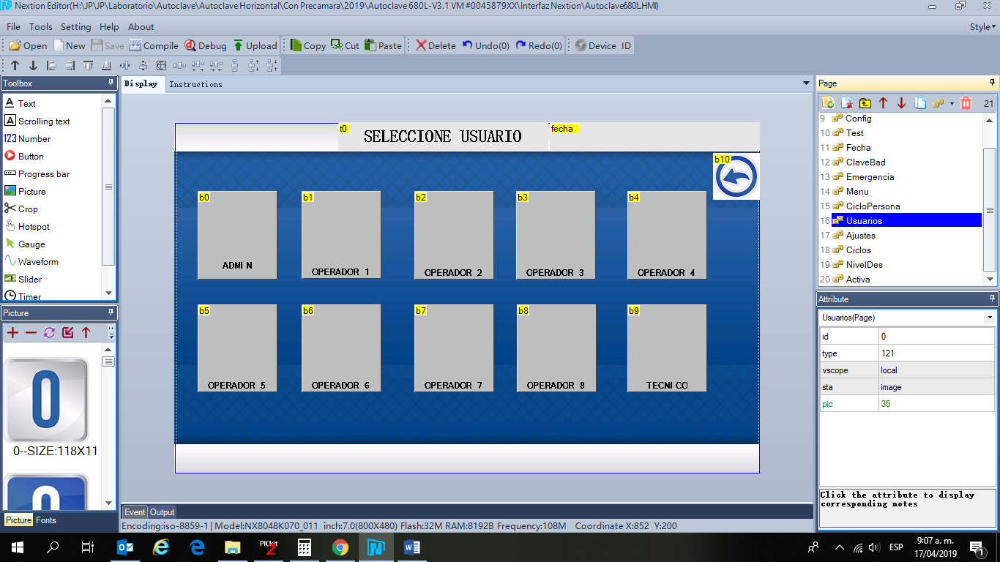 Nextion Editor(H:\JP\JP\Laboratorio\Autoclave\Autoclave Horizontal\Con Precamara\2019\Autoclave 680L-V3.1 VM #0045879XX\Interfaz Nextion\Autoclave680L.HMI)
File Tools Setting Help About Style
Open New Save Compile Debug Upload Copy Cut Paste Delete Undo(0) Redo(0) Device ID
Toolbox
Text
Scrolling text
123 Number
Button
Progress bar
Picture
Crop
Hotspot
Gauge
Waveform
Slider
Timer
Picture
0
0--SIZE:118X11
0
Picture Fonts
Display Instructions
t0 SELECCIONE USUARIO fecha
b10
b0 b1 b2 b3 b4
ADMIN OPERADOR 1 OPERADOR 2 OPERADOR 3 OPERADOR 4
b5 b6 b7 b8 b9
OPERADOR 5 OPERADOR 6 OPERADOR 7 OPERADOR 8 TECNICO
Event Output
Encoding:iso-8859-1 Model:NX8048K070_011 inch:7.0(800X480) Flash:32M RAM:8192B Frequency:108M Coordinate X:852 Y:200
Page
21
9 Config
10 Test
11 Fecha
12 ClaveBad
13 Emergencia
14 Menu
15 CicloPersona
16 Usuarios
17 Ajustes
18 Ciclos
19 NivelDes
20 Activa
Attribute
Usuarios(Page)
id 0
type 121
vscope local
sta image
pic 35
Click the attribute to display
corresponding notes
PICkit
2
ESP
9:07 a. m.
17/04/2019
1